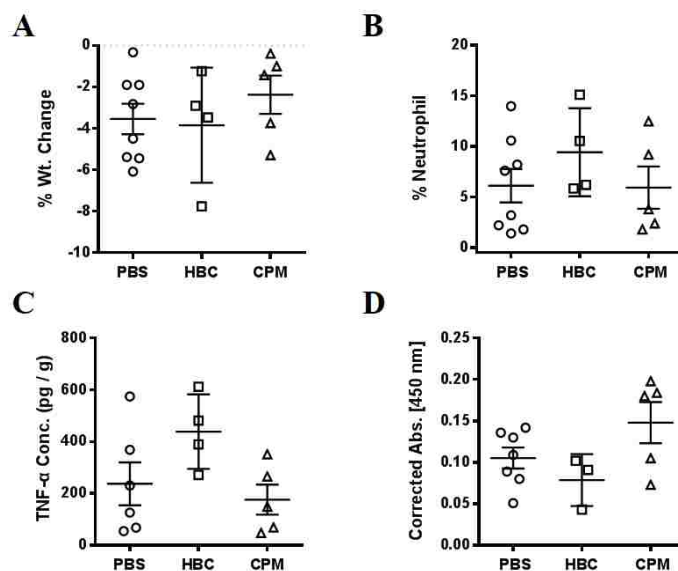 A
% Wt. Change
0
-2
-4
-6
-8
-10
PBS HBC CPM
B
% Neutrophil
20
15
10
5
0
PBS HBC CPM
C
TNF-α Conc. (pg / g)
800
600
400
200
0
PBS HBC CPM
D
Corrected Abs. [450 nm]
0.25
0.20
0.15
0.10
0.05
0.00
PBS HBC CPM